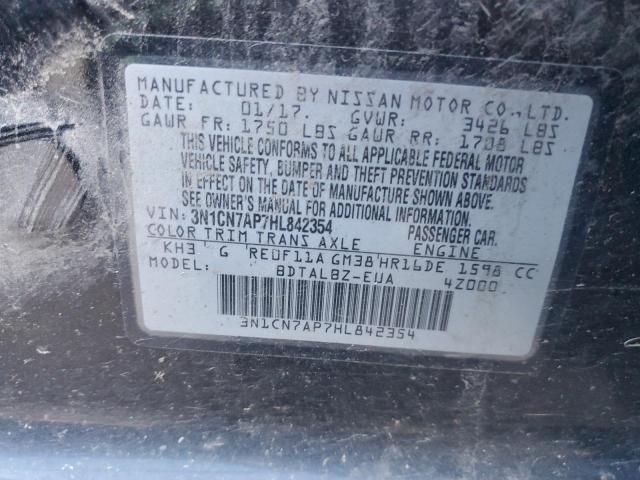 MANUFACTURED BY NISSAN MOTOR CO., LTD.
DATE: 01/17. GVWR: 3426 LBS
GAWR FR: 1750 LBS GAWR RR: 1708 LBS
THIS VEHICLE CONFORMS TO ALL APPLICABLE FEDERAL MOTOR
VEHICLE SAFETY, BUMPER AND THEFT PREVENTION STANDARDS
IN EFFECT ON THE DATE OF MANUFACTURE SHOWN ABOVE.
SEE OWNER'S MANUAL FOR ADDITIONAL INFORMATION.
VIN: 3N1CN7AP7HL842354 PASSENGER CAR.
COLOR TRIM TRANS AXLE ENGINE
KH3 G RE0F11A GM38 HR16DE 1598 CC
MODEL: BDTALBZ-EUA 4Z000
3N1CN7AP7HL842354